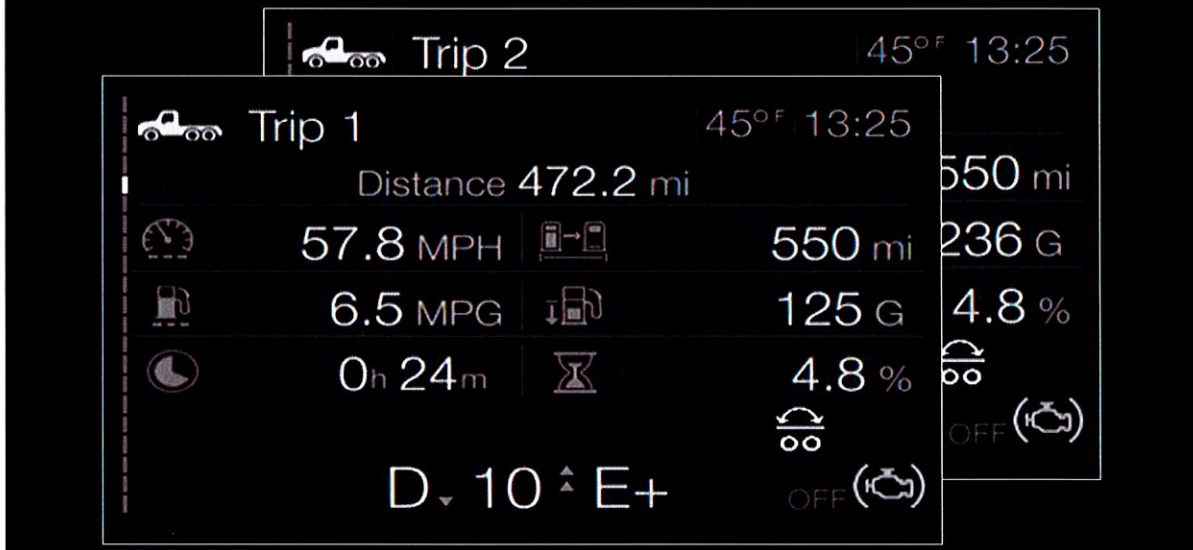 Trip 2 45°F 13:25
550 mi
236 G
4.8 %
OFF
Trip 1 45°F 13:25
Distance 472.2 mi
57.8 MPH 550 mi
6.5 MPG 125 G
0h 24m 4.8 %
D 10 E+ OFF